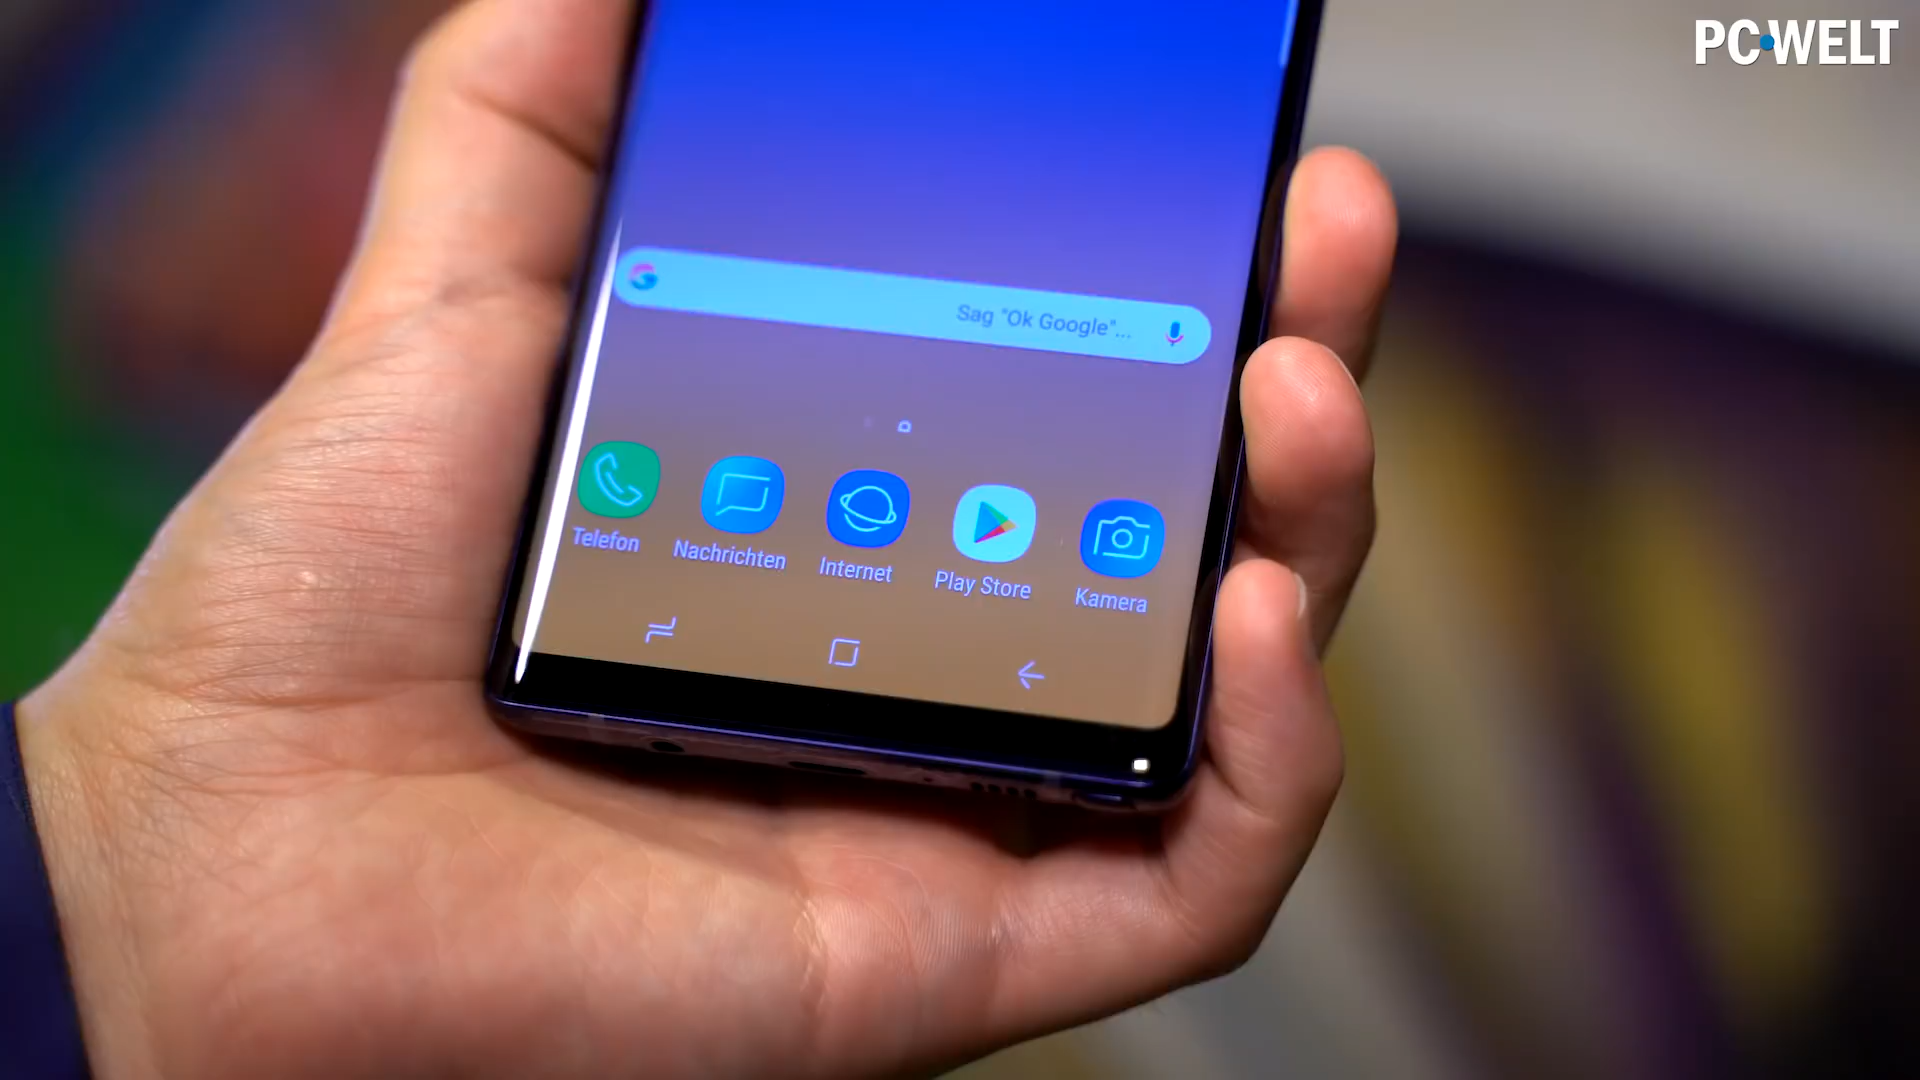 PC WELT
Sag "Ok Google"...
Telefon
Nachrichten
Internet
Play Store
Kamera